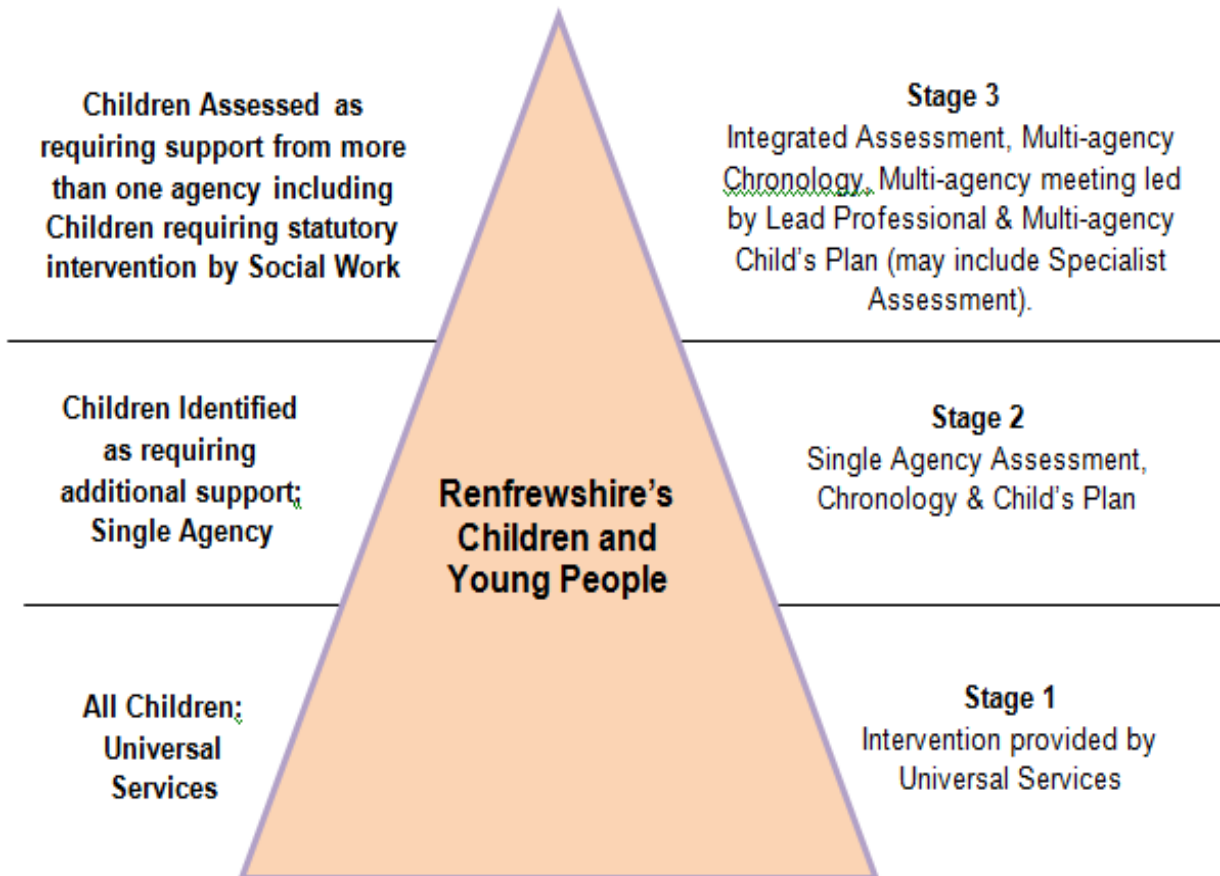 Children Assessed as
requiring support from more
than one agency including
Children requiring statutory
intervention by Social Work
Stage 3
Integrated Assessment, Multi-agency
Chronology, Multi-agency meeting led
by Lead Professional & Multi-agency
Child's Plan (may include Specialist
Assessment).
Children Identified
as requiring
additional support;
Single Agency
Renfrewshire's
Children and
Young People
Stage 2
Single Agency Assessment,
Chronology & Child's Plan
All Children;
Universal
Services
Stage 1
Intervention provided by
Universal Services